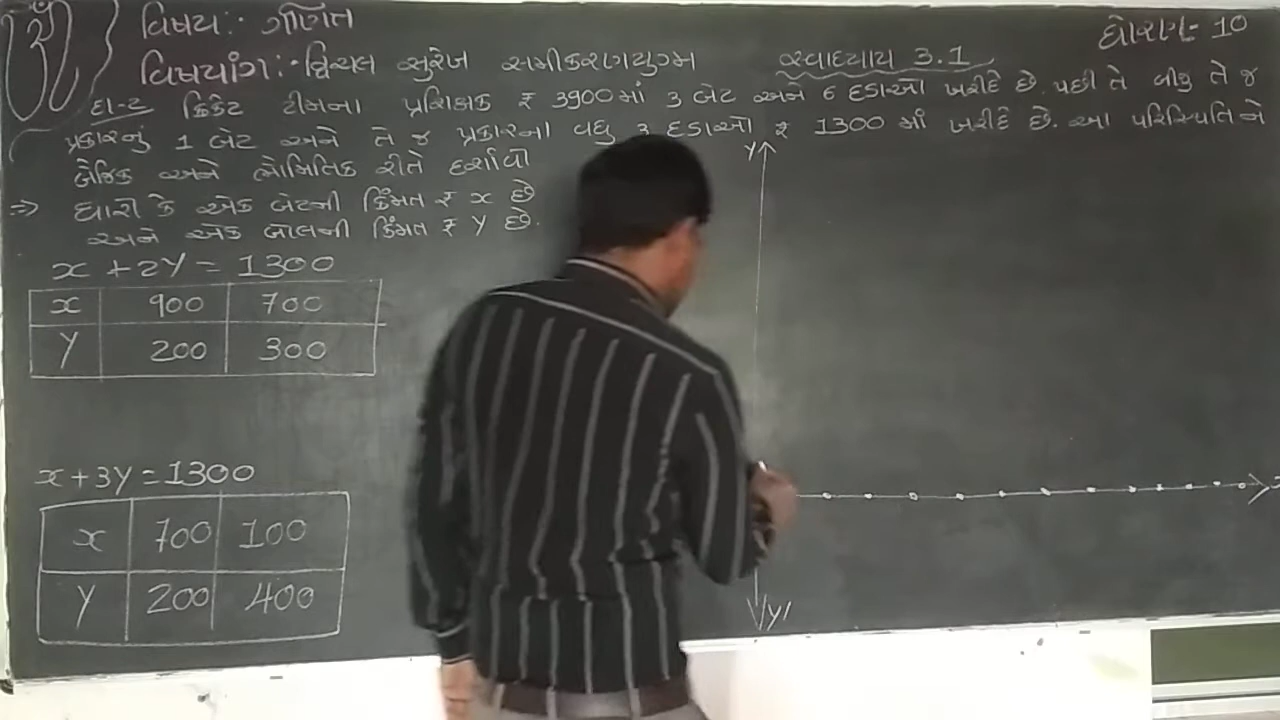 વિષય:- ગણિત
ધોરણ:- 10
વિષયાંગ:- દ્વિચલ સુરેખ સમીકરણયુગ્મ
સ્વાધ્યાય 3.1
દા-2 ક્રિકેટ ટીમના પ્રશિક્ષક ₹ 3900માં 3 બેટ અને 6 દડાઓ ખરીદે છે. પછી તે બીજુ તે જ
પ્રકારનું 1 બેટ અને તે જ પ્રકારના વધુ 3 દડાઓ ₹ 1300 માં ખરીદે છે. આ પરિસ્થિતિને
બૈજિક અને ભૌમિતિક રીતે દર્શાવો
⇒ ધારો કે એક બેટની કિંમત ₹ x છે
અને એક બોલની કિંમત ₹ y છે.
x + 2y = 1300
x 900 700
y 200 300
x + 3y = 1300
x 700 100
y 200 400
y
y'